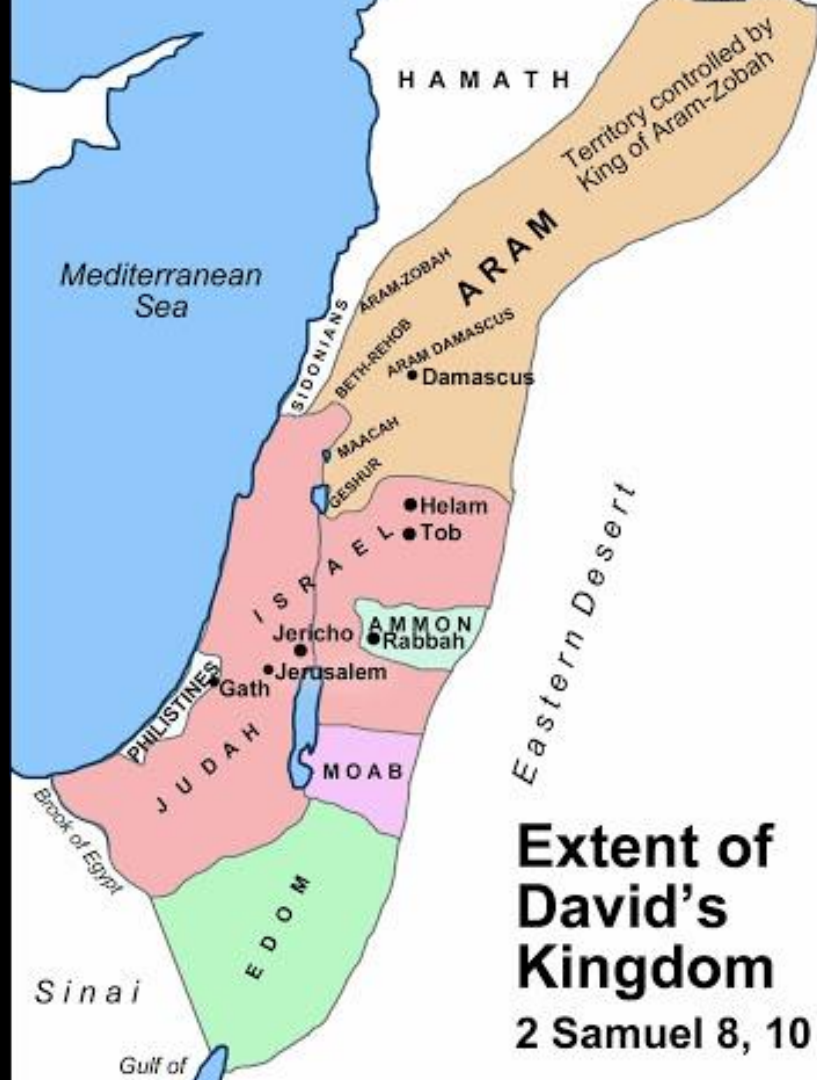 HAMATH
Territory controlled by
King of Aram-Zobah
ARAM
Mediterranean
Sea
ARAM-ZOBAH
SIDONIANS
BETH-REHOB
ARAM DAMASCUS
Damascus
MAACAH
GESHUR
Helam
Tob
ISRAEL
Eastern Desert
AMMON
Rabbah
Jericho
Jerusalem
Gath
PHILISTINES
JUDAH
MOAB
Brook of Egypt
EDOM
Sinai
Gulf of
Extent of
David's
Kingdom
2 Samuel 8, 10